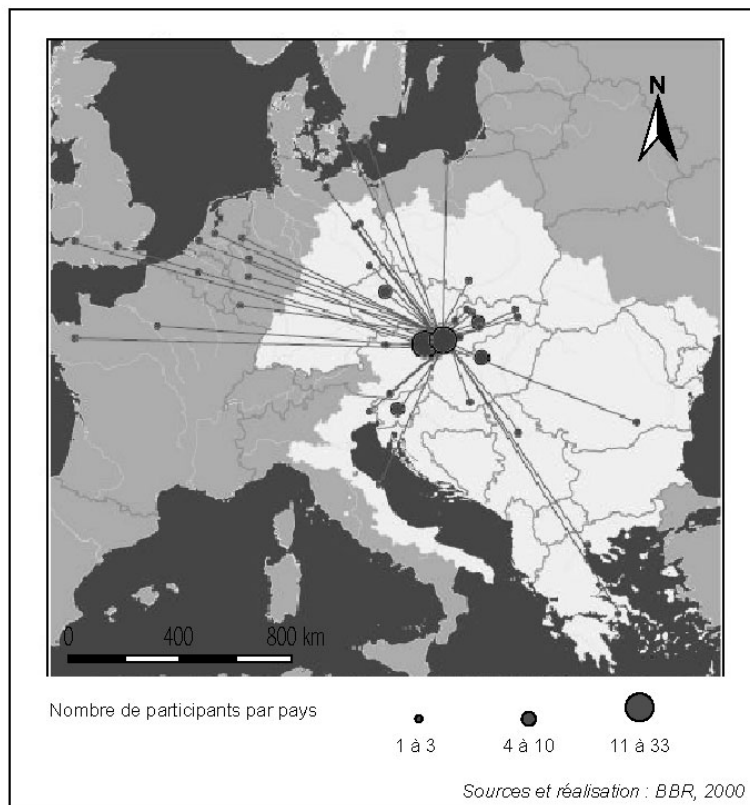 N
0 400 800 km
Nombre de participants par pays
1 à 3 4 à 10 11 à 33
Sources et réalisation : BBR, 2000